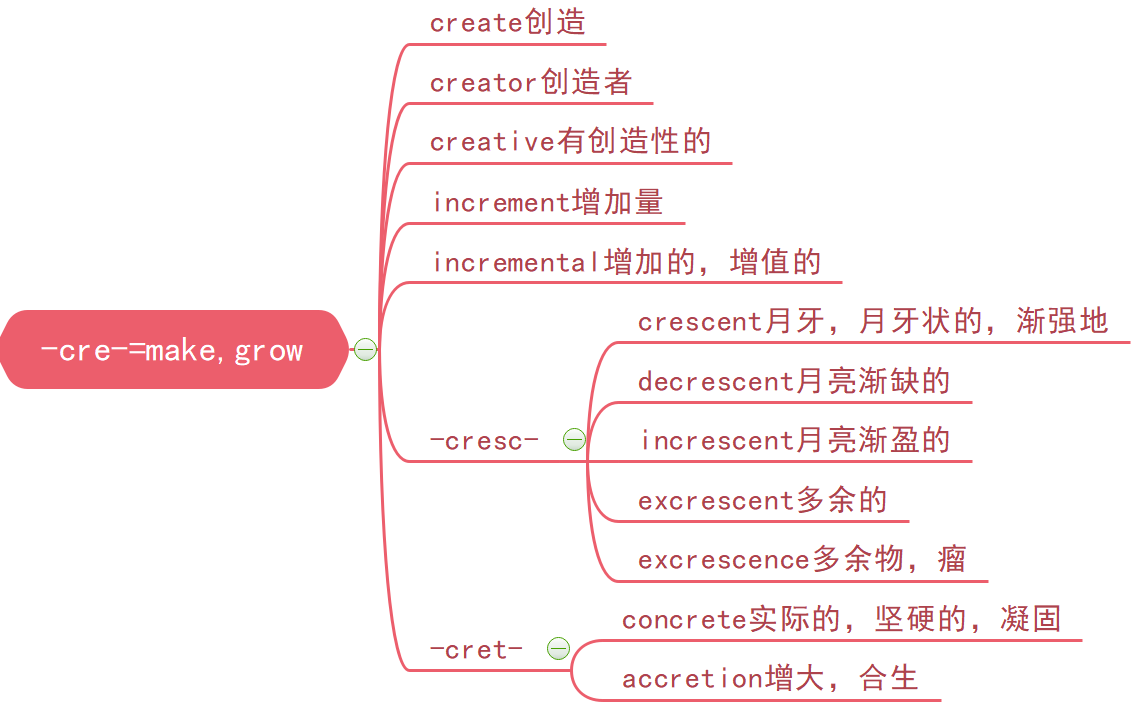 create创造
creator创造者
creative有创造性的
increment增加量
incremental增加的，增值的
-cre-=make,grow
-cresc-
crescent月牙，月牙状的，渐强地
decrescent月亮渐缺的
increscent月亮渐盈的
excrescent多余的
excrescence多余物，瘤
-cret-
concrete实际的，坚硬的，凝固
accretion增大，合生